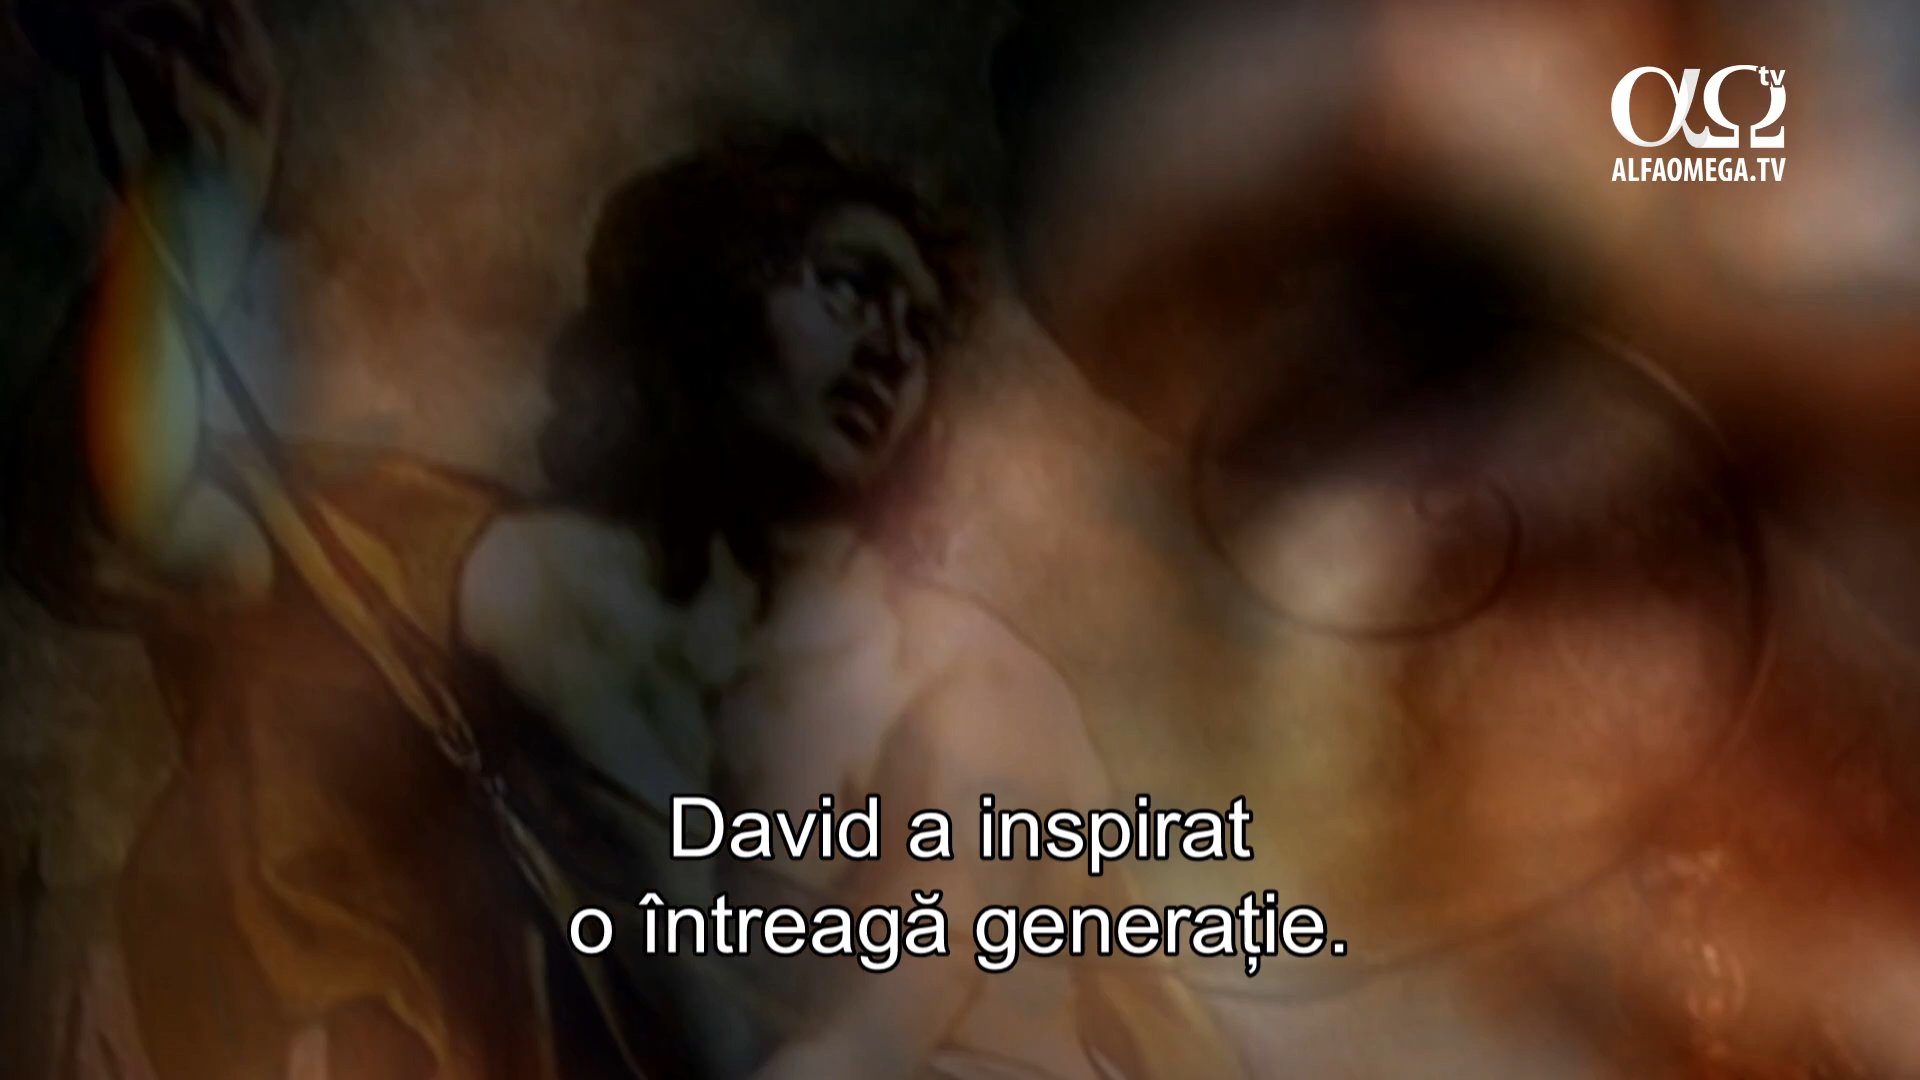 αΩ tv
ALFAOMEGA.TV
David a inspirat
o întreagă generație.